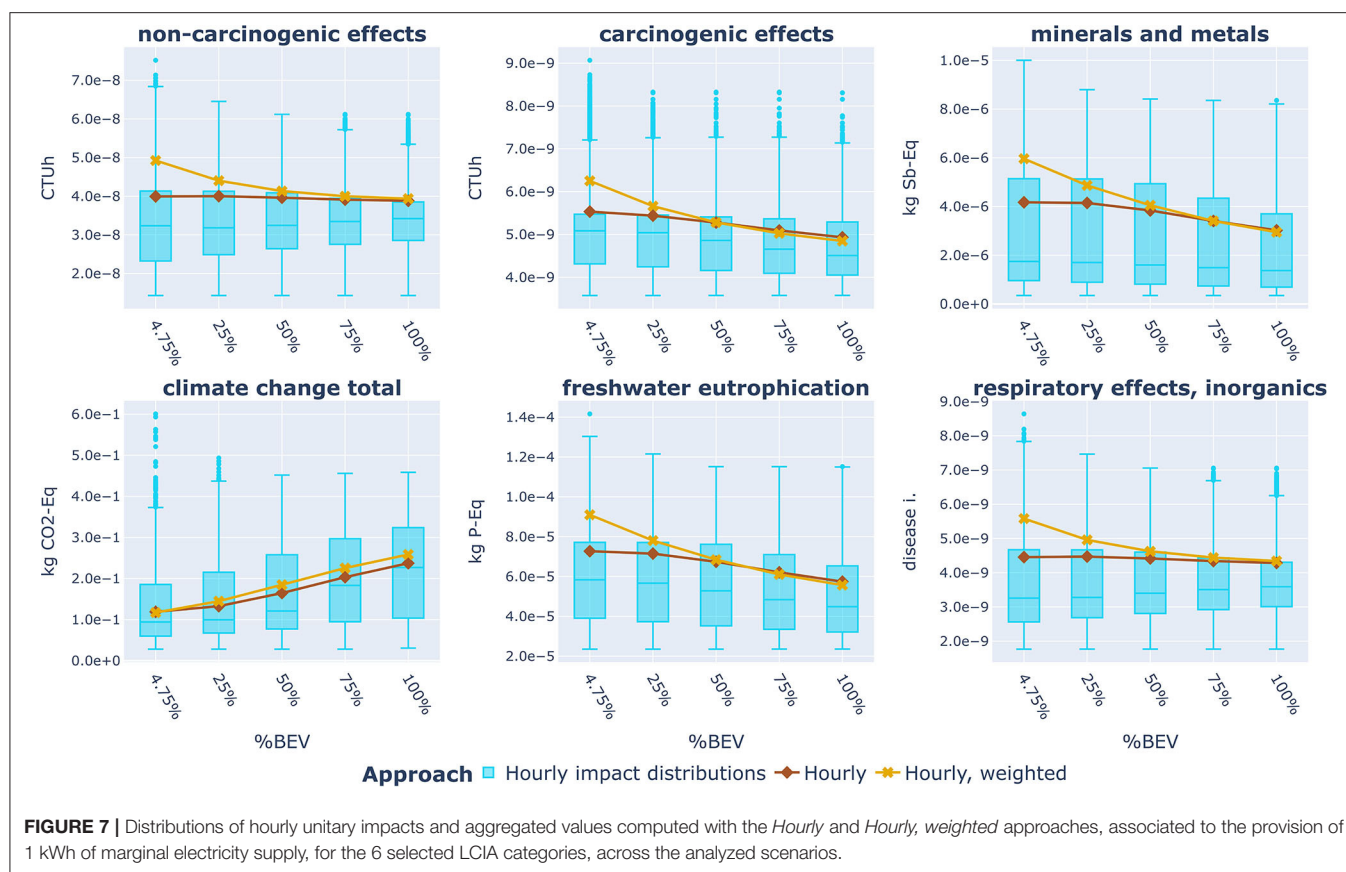 non-carcinogenic effects
carcinogenic effects
minerals and metals
CTUh
7.0e−8
6.0e−8
5.0e−8
4.0e−8
3.0e−8
2.0e−8
4.75%
25%
50%
75%
100%
CTUh
9.0e−9
8.0e−9
7.0e−9
6.0e−9
5.0e−9
4.0e−9
4.75%
25%
50%
75%
100%
kg Sb-Eq
1.0e−5
8.0e−6
6.0e−6
4.0e−6
2.0e−6
0.0e+0
4.75%
25%
50%
75%
100%
climate change total
freshwater eutrophication
respiratory effects, inorganics
kg CO2-Eq
6.0e−1
5.0e−1
4.0e−1
3.0e−1
2.0e−1
1.0e−1
0.0e+0
4.75%
25%
50%
75%
100%
%BEV
kg P-Eq
1.4e−4
1.2e−4
1.0e−4
8.0e−5
6.0e−5
4.0e−5
2.0e−5
4.75%
25%
50%
75%
100%
%BEV
disease i.
9.0e−9
8.0e−9
7.0e−9
6.0e−9
5.0e−9
4.0e−9
3.0e−9
2.0e−9
4.75%
25%
50%
75%
100%
%BEV
Approach Hourly impact distributions Hourly Hourly, weighted
FIGURE 7 | Distributions of hourly unitary impacts and aggregated values computed with the Hourly and Hourly, weighted approaches, associated to the provision of
1 kWh of marginal electricity supply, for the 6 selected LCIA categories, across the analyzed scenarios.